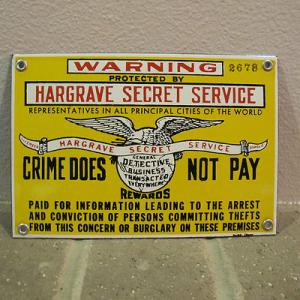 WARNING
2678
PROTECTED BY
HARGRAVE SECRET SERVICE
REPRESENTATIVES IN ALL PRINCIPAL CITIES OF THE WORLD
HARGRAVE SECRET SERVICE
CRIME DOES NOT PAY
GENERAL
DETECTIVE
BUSINESS
TRANSACTED
EVERYWHERE
REWARDS
PAID FOR INFORMATION LEADING TO THE ARREST
AND CONVICTION OF PERSONS COMMITTING THEFTS
FROM THIS CONCERN OR BURGLARY ON THESE PREMISES